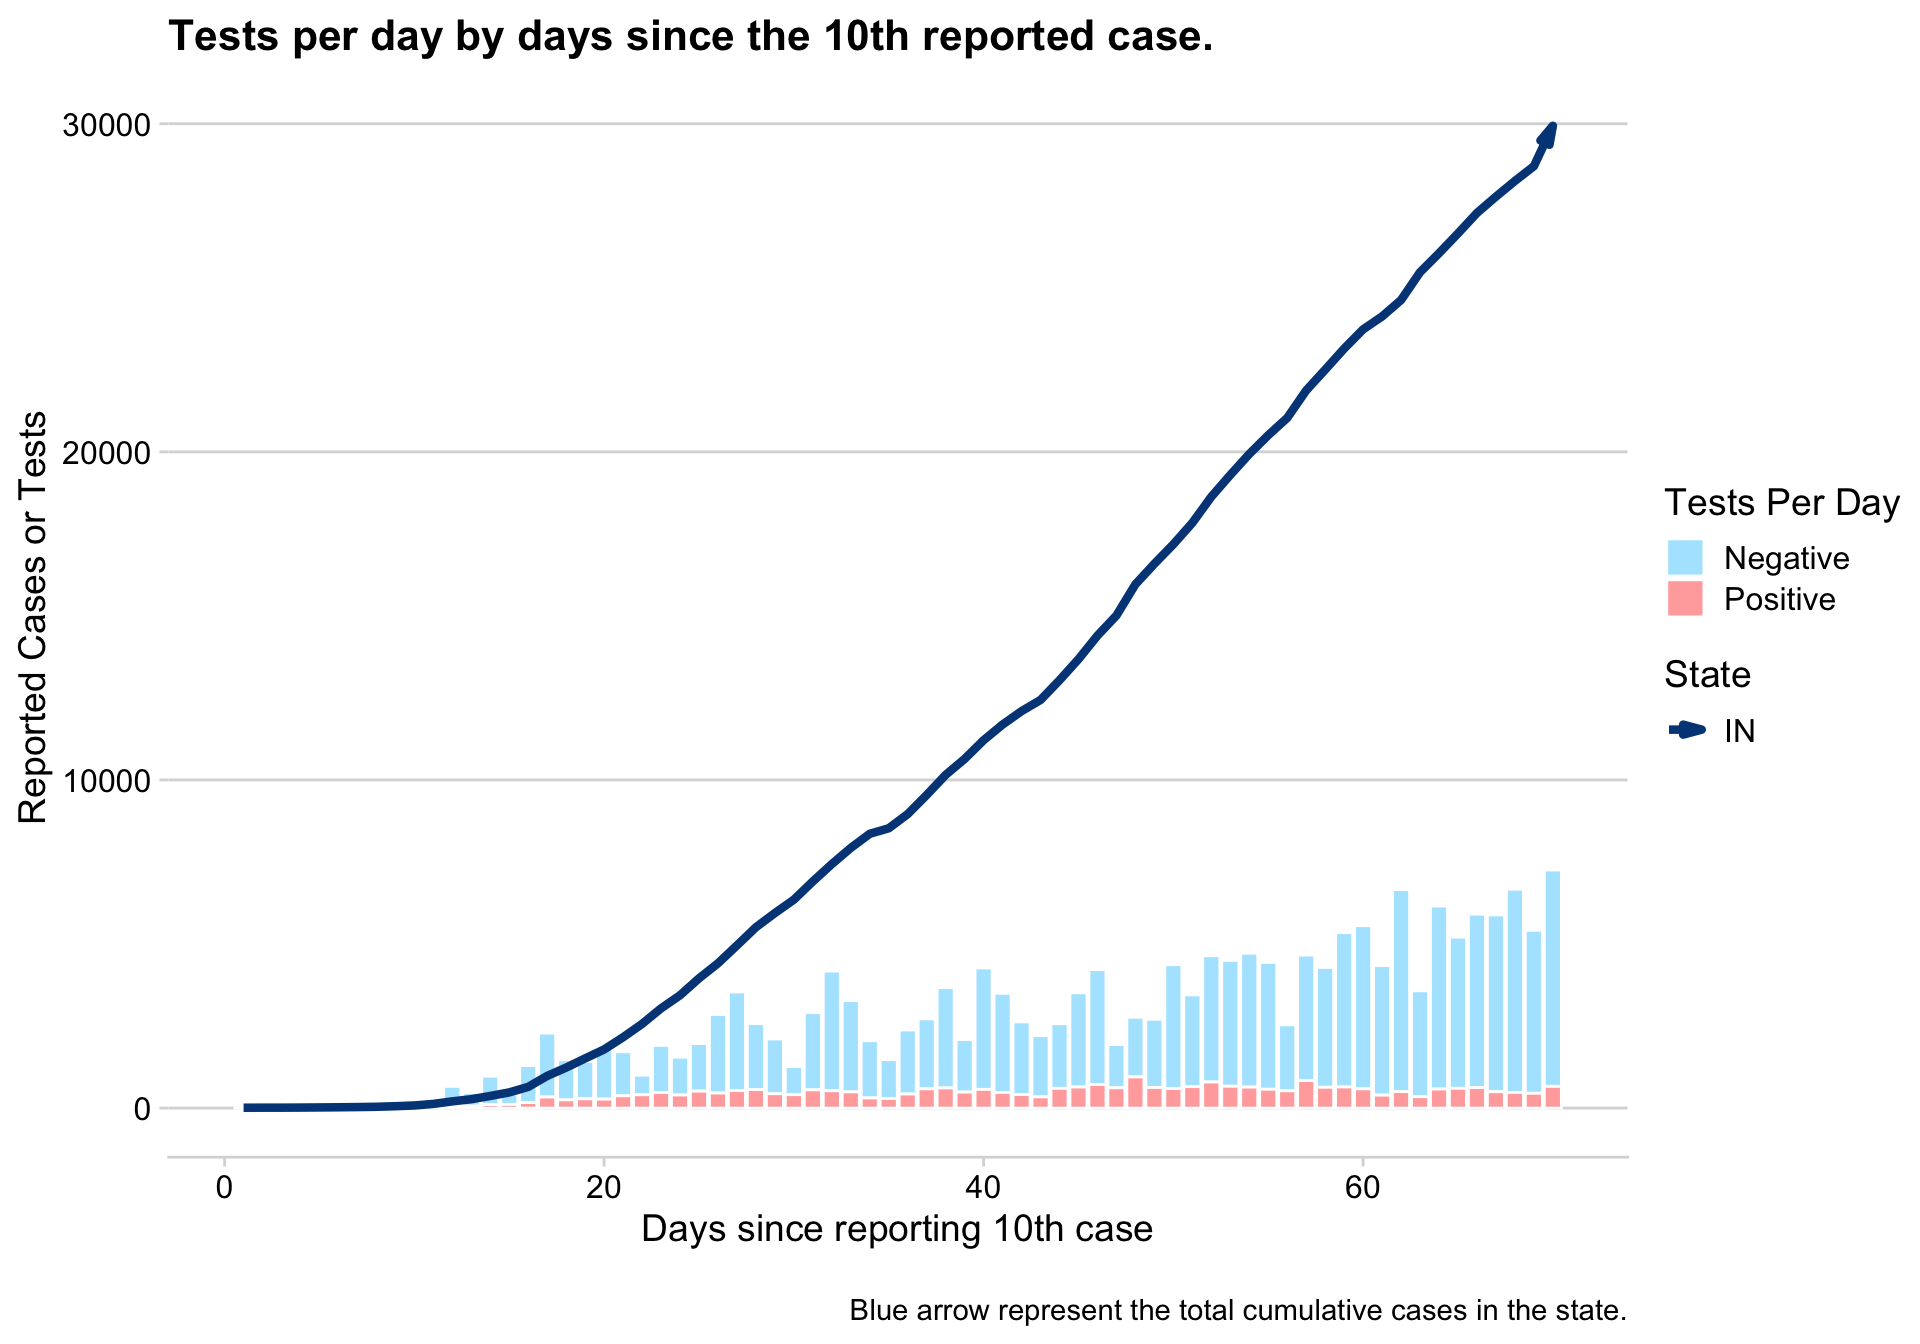 Tests per day by days since the 10th reported case.
30000
20000
10000
0
Reported Cases or Tests
0
20
40
60
Days since reporting 10th case
Tests Per Day
Negative
Positive
State
IN
Blue arrow represent the total cumulative cases in the state.